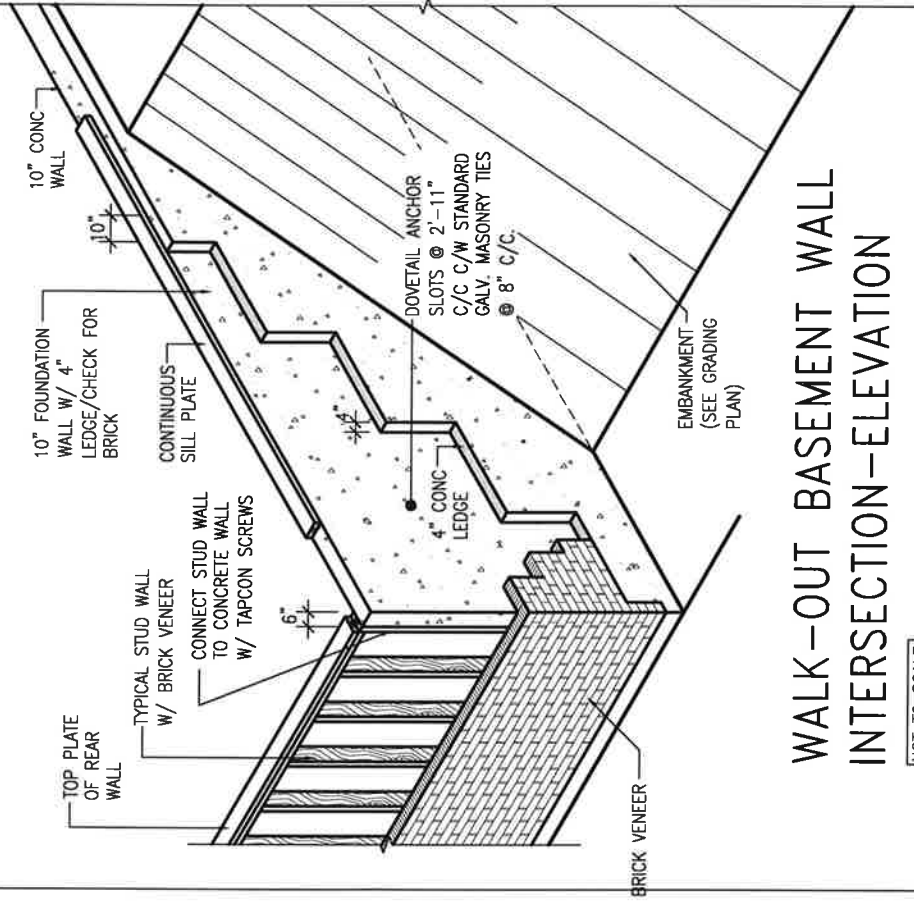 10" CONC
WALL
10"
10" FOUNDATION
WALL W/ 4"
LEDGE/CHECK FOR
BRICK
CONTINUOUS
SILL PLATE
TOP PLATE
OF REAR
WALL
TYPICAL STUD WALL
W/ BRICK VENEER
CONNECT STUD WALL
TO CONCRETE WALL
W/ TAPCON SCREWS
6"
DOVETAIL ANCHOR
SLOTS @ 2'-11"
C/C C/W STANDARD
GALV. MASONRY TIES
@ 8" C/C.
4"
4" CONC
LEDGE
EMBANKMENT
(SEE GRADING
PLAN)
BRICK VENEER
WALK-OUT BASEMENT WALL
INTERSECTION-ELEVATION